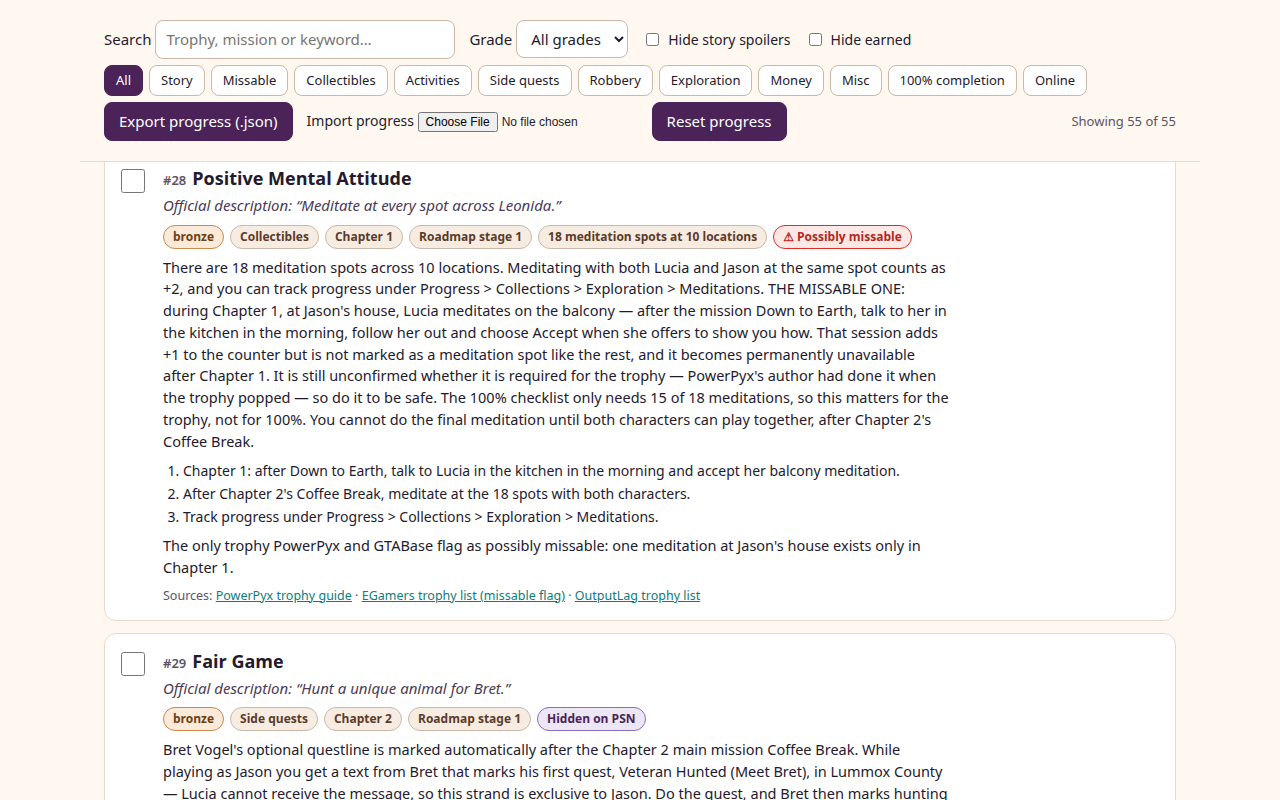 Search Trophy, mission or keyword... Grade All grades Hide story spoilers Hide earned
All Story Missable Collectibles Activities Side quests Robbery Exploration Money Misc 100% completion Online
Export progress (.json) Import progress Choose File No file chosen Reset progress Showing 55 of 55
#28 Positive Mental Attitude
Official description: “Meditate at every spot across Leonida.”
bronze Collectibles Chapter 1 Roadmap stage 1 18 meditation spots at 10 locations ⚠ Possibly missable
There are 18 meditation spots across 10 locations. Meditating with both Lucia and Jason at the same spot counts as
+2, and you can track progress under Progress > Collections > Exploration > Meditations. THE MISSABLE ONE:
during Chapter 1, at Jason's house, Lucia meditates on the balcony — after the mission Down to Earth, talk to her in
the kitchen in the morning, follow her out and choose Accept when she offers to show you how. That session adds
+1 to the counter but is not marked as a meditation spot like the rest, and it becomes permanently unavailable
after Chapter 1. It is still unconfirmed whether it is required for the trophy — PowerPyx's author had done it when
the trophy popped — so do it to be safe. The 100% checklist only needs 15 of 18 meditations, so this matters for the
trophy, not for 100%. You cannot do the final meditation until both characters can play together, after Chapter 2's
Coffee Break.
1. Chapter 1: after Down to Earth, talk to Lucia in the kitchen in the morning and accept her balcony meditation.
2. After Chapter 2's Coffee Break, meditate at the 18 spots with both characters.
3. Track progress under Progress > Collections > Exploration > Meditations.
The only trophy PowerPyx and GTABase flag as possibly missable: one meditation at Jason's house exists only in
Chapter 1.
Sources: PowerPyx trophy guide · EGamers trophy list (missable flag) · OutputLag trophy list
#29 Fair Game
Official description: “Hunt a unique animal for Bret.”
bronze Side quests Chapter 2 Roadmap stage 1 Hidden on PSN
Bret Vogel's optional questline is marked automatically after the Chapter 2 main mission Coffee Break. While
playing as Jason you get a text from Bret that marks his first quest, Veteran Hunted (Meet Bret), in Lummox County
— Lucia cannot receive the message, so this strand is exclusive to Jason. Do the quest, and Bret then marks hunting